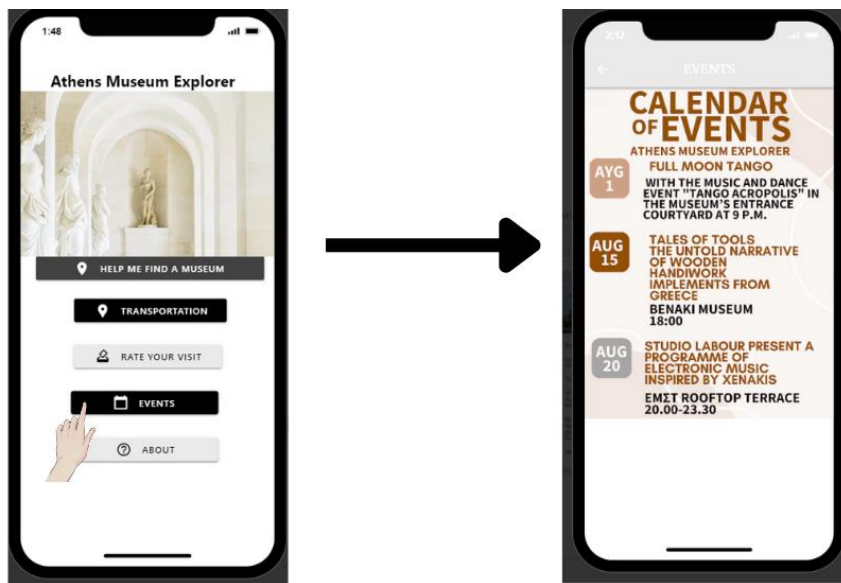 1:48
Athens Museum Explorer
HELP ME FIND A MUSEUM
TRANSPORTATION
RATE YOUR VISIT
EVENTS
ABOUT
2:12
EVENTS
CALENDAR
OF EVENTS
ATHENS MUSEUM EXPLORER
AYG
1
FULL MOON TANGO
WITH THE MUSIC AND DANCE
EVENT "TANGO ACROPOLIS" IN
THE MUSEUM'S ENTRANCE
COURTYARD AT 9 P.M.
AUG
15
TALES OF TOOLS
THE UNTOLD NARRATIVE
OF WOODEN
HANDIWORK
IMPLEMENTS FROM
GREECE
BENAKI MUSEUM
18:00
AUG
20
STUDIO LABOUR PRESENT A
PROGRAMME OF
ELECTRONIC MUSIC
INSPIRED BY XENAKIS
ΕΜΣΤ ROOFTOP TERRACE
20.00-23.30